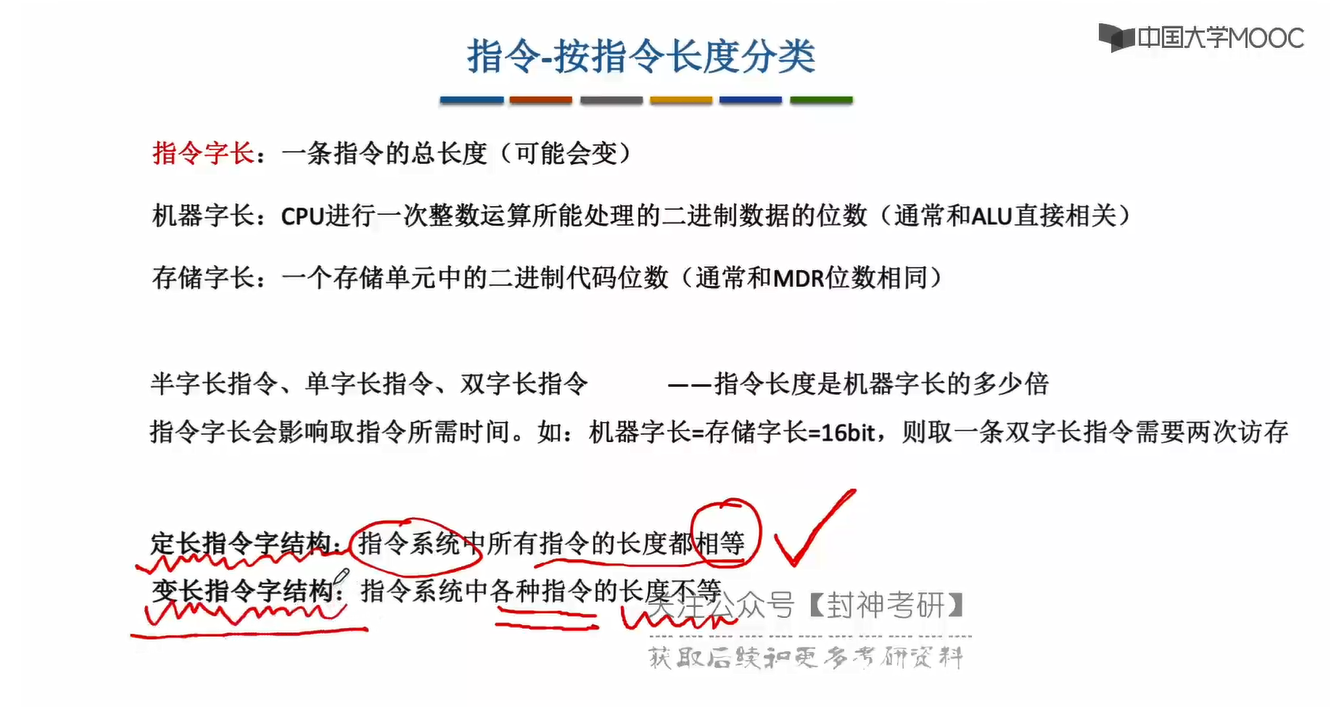 中国大学MOOC
指令-按指令长度分类
指令字长：一条指令的总长度（可能会变）
机器字长：CPU进行一次整数运算所能处理的二进制数据的位数（通常和ALU直接相关）
存储字长：一个存储单元中的二进制代码位数（通常和MDR位数相同）
半字长指令、单字长指令、双字长指令 ——指令长度是机器字长的多少倍
指令字长会影响取指令所需时间。如：机器字长=存储字长=16bit，则取一条双字长指令需要两次访存
定长指令字结构：指令系统中所有指令的长度都相等
变长指令字结构：指令系统中各种指令的长度不等
关注公众号【封神考研】
获取后续和更多考研资料